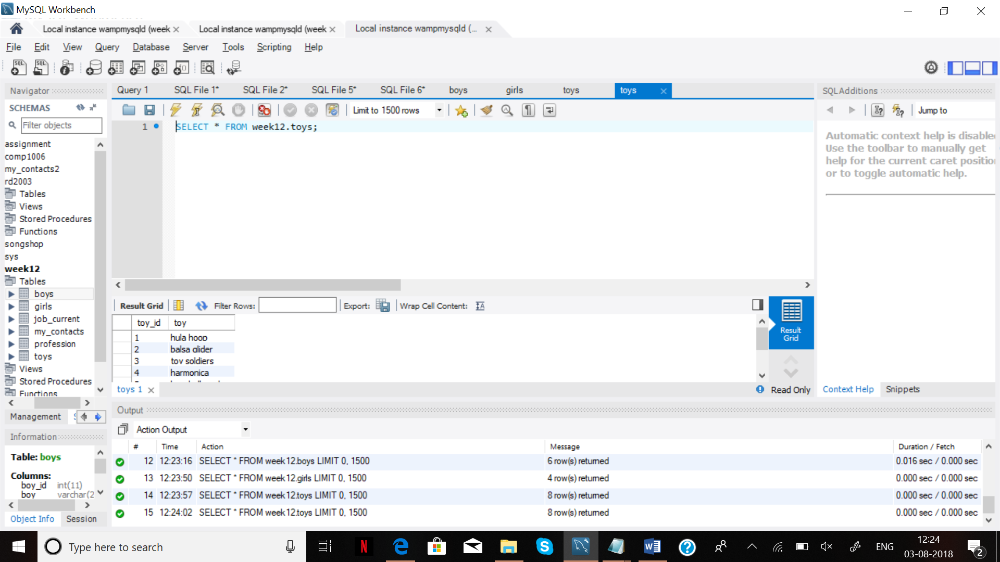 MySQL Workbench
Local instance wampmysqld (week
Local instance wampmysqld (week
Local instance wampmysqld (...
File Edit View Query Database Server Tools Scripting Help
Navigator
SCHEMAS
Filter objects
assignment
comp1006
my_contacts2
rd2003
Tables
Views
Stored Procedures
Functions
songshop
sys
week12
Tables
boys
girls
job_current
my_contacts
profession
toys
Views
Stored Procedures
Functions
Management
Information
Table: boys
Columns:
boy_id int(11)
boy varchar(2
Object Info Session
Query 1 SQL File 1* SQL File 2* SQL File 5* SQL File 6* boys girls toys toys
Limit to 1500 rows
1 SELECT * FROM week12.toys;
Result Grid Filter Rows: Export: Wrap Cell Content:
toy_id toy
1 hula hoop
2 balsa glider
3 toy soldiers
4 harmonica
Result
Grid
toys 1
Read Only
SQLAdditions
Jump to
Automatic context help is disabled
Use the toolbar to manually get
help for the current caret position
or to toggle automatic help.
Context Help Snippets
Output
Action Output
# Time Action Message Duration / Fetch
12 12:23:16 SELECT * FROM week12.boys LIMIT 0, 1500 6 row(s) returned 0.016 sec / 0.000 sec
13 12:23:50 SELECT * FROM week12.girls LIMIT 0, 1500 4 row(s) returned 0.000 sec / 0.000 sec
14 12:23:57 SELECT * FROM week12.toys LIMIT 0, 1500 8 row(s) returned 0.000 sec / 0.000 sec
15 12:24:02 SELECT * FROM week12.toys LIMIT 0, 1500 8 row(s) returned 0.000 sec / 0.000 sec
Type here to search
ENG
12:24
03-08-2018
2